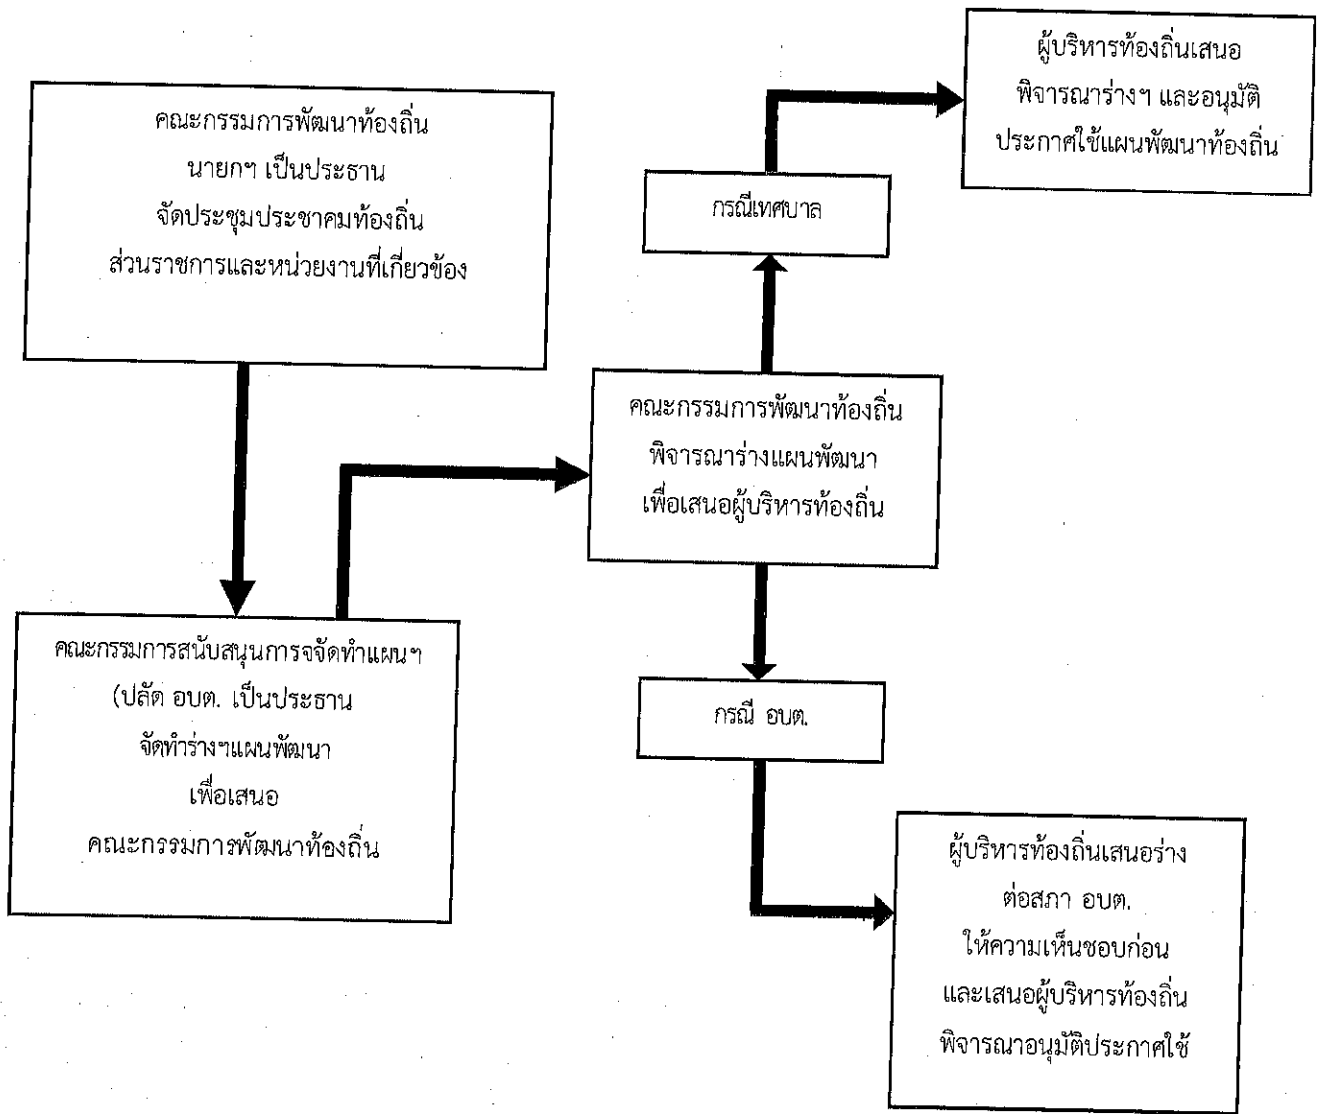 คณะกรรมการพัฒนาท้องถิ่น
นายกฯ เป็นประธาน
จัดประชุมประชาคมท้องถิ่น
ส่วนราชการและหน่วยงานที่เกี่ยวข้อง
คณะกรรมการสนับสนุนการจจัดทำแผนฯ
(ปลัด อบต. เป็นประธาน
จัดทำร่างฯแผนพัฒนา
เพื่อเสนอ
คณะกรรมการพัฒนาท้องถิ่น
คณะกรรมการพัฒนาท้องถิ่น
พิจารณาร่างแผนพัฒนา
เพื่อเสนอผู้บริหารท้องถิ่น
กรณีเทศบาล
ผู้บริหารท้องถิ่นเสนอ
พิจารณาร่างฯ และอนุมัติ
ประกาศใช้แผนพัฒนาท้องถิ่น
กรณี อบต.
ผู้บริหารท้องถิ่นเสนอร่าง
ต่อสภา อบต.
ให้ความเห็นชอบก่อน
และเสนอผู้บริหารท้องถิ่น
พิจารณาอนุมัติประกาศใช้